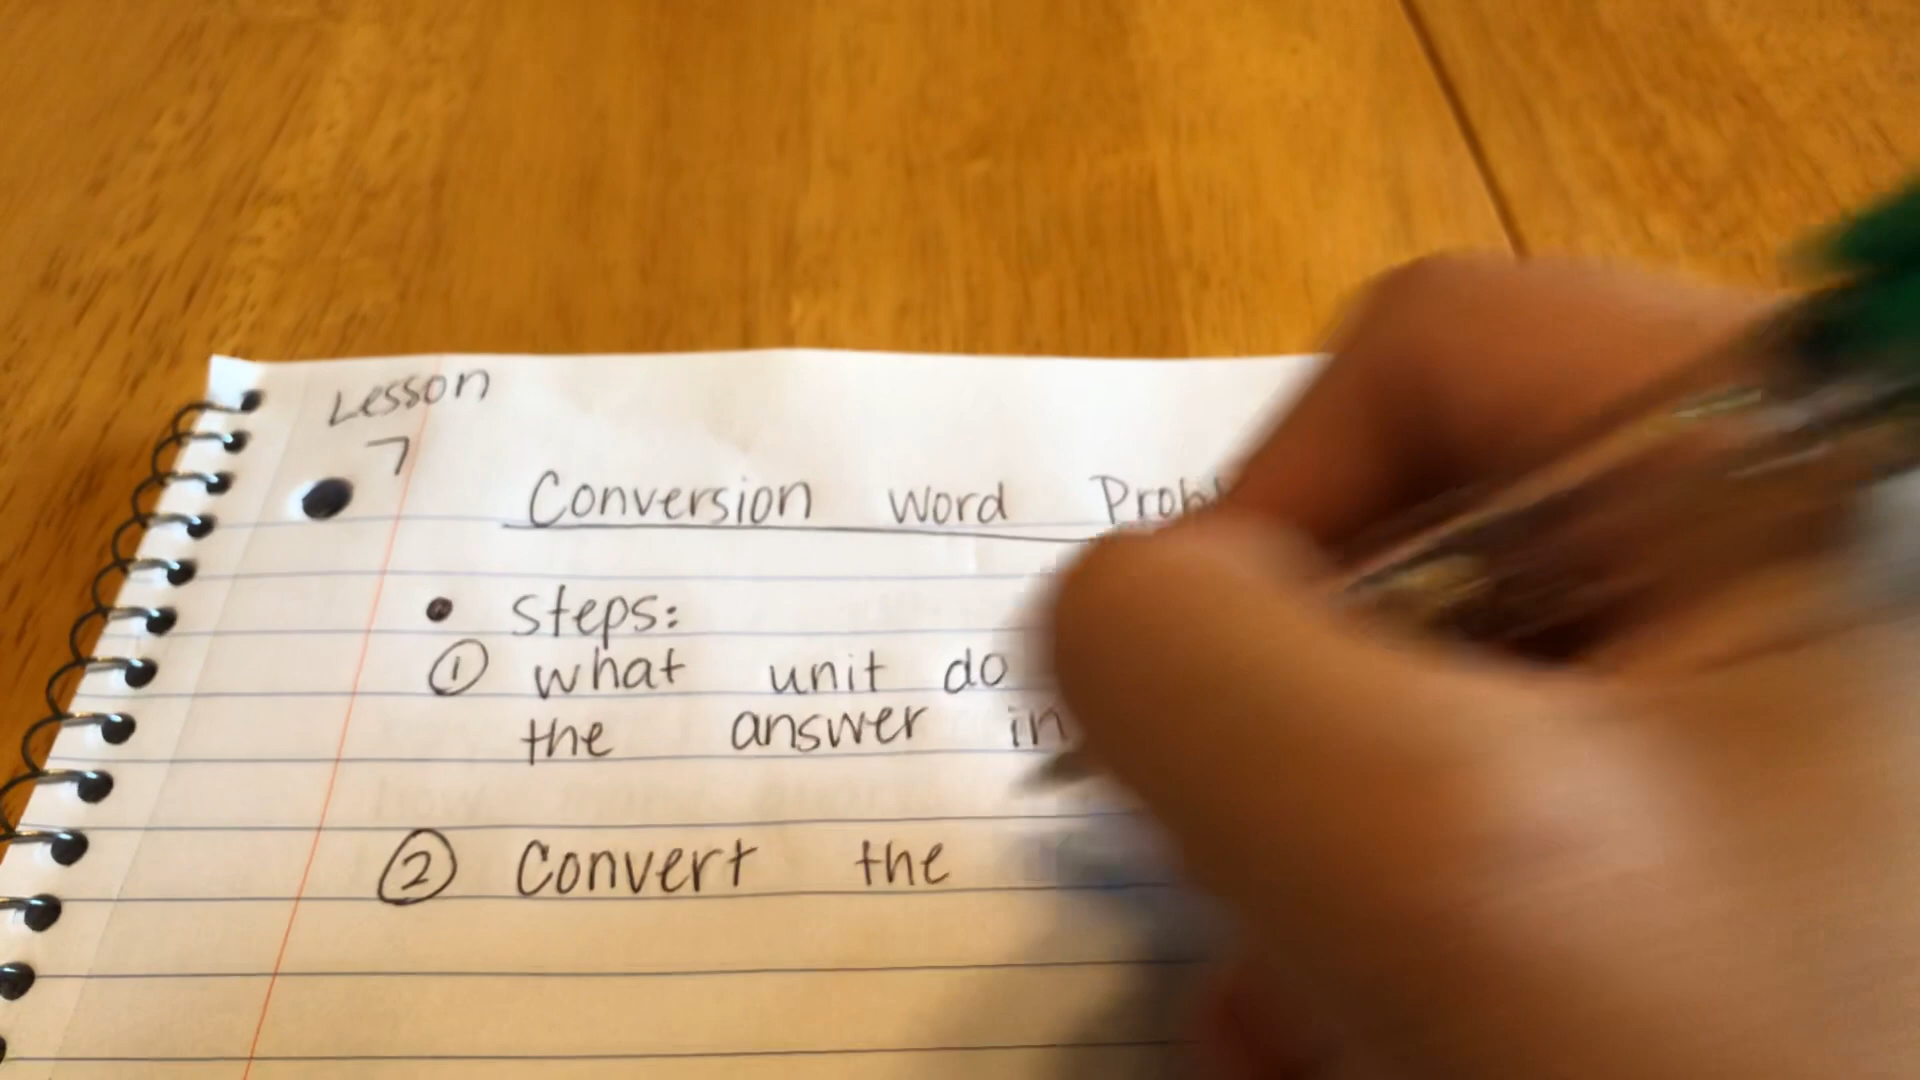 Lesson
7
Conversion Word
• steps:
① what unit do
the answer in
② Convert the